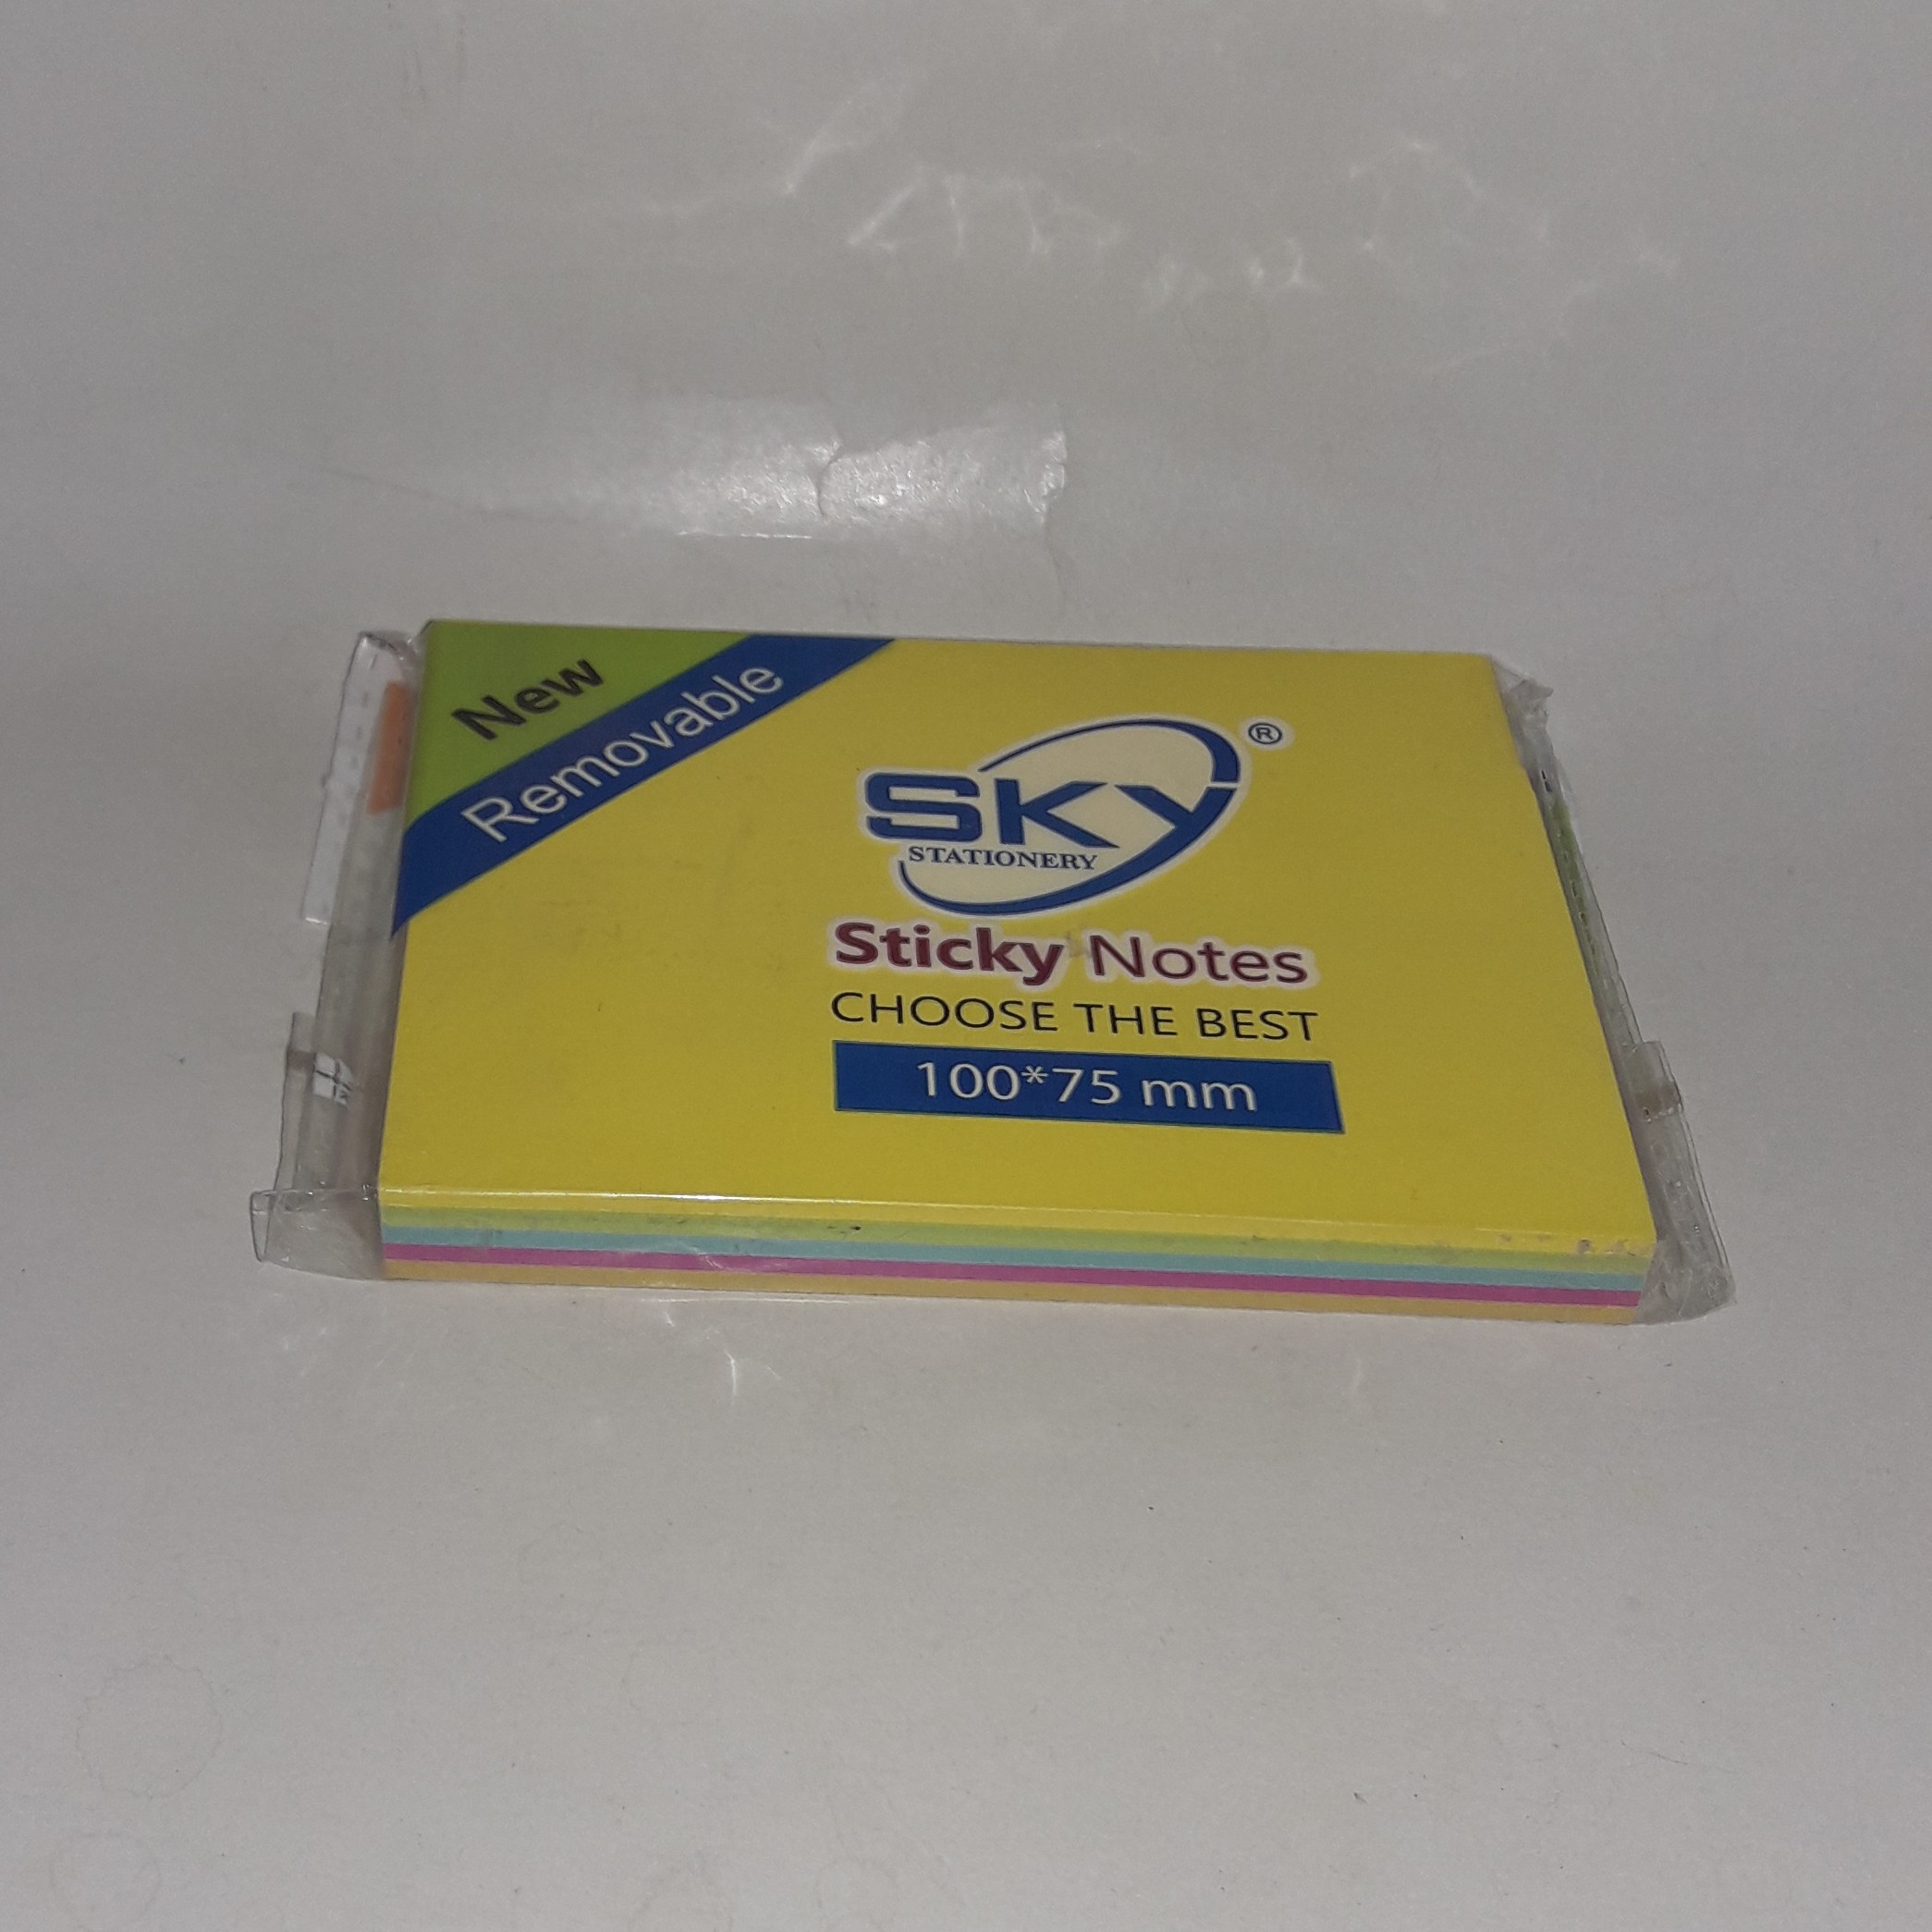 New
Removable
SKY ®
STATIONERY
Sticky Notes
CHOOSE THE BEST
100*75 mm